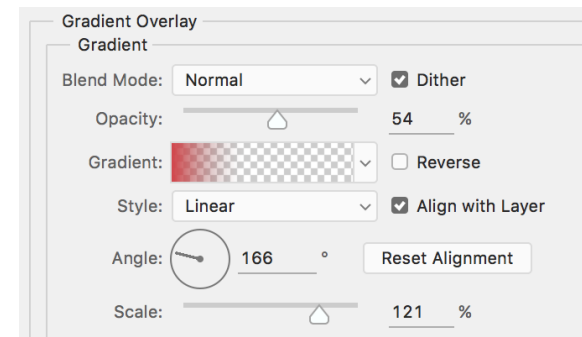 Gradient Overlay
Gradient
Blend Mode: Normal Dither
Opacity: 54 %
Gradient: Reverse
Style: Linear Align with Layer
Angle: 166 ° Reset Alignment
Scale: 121 %